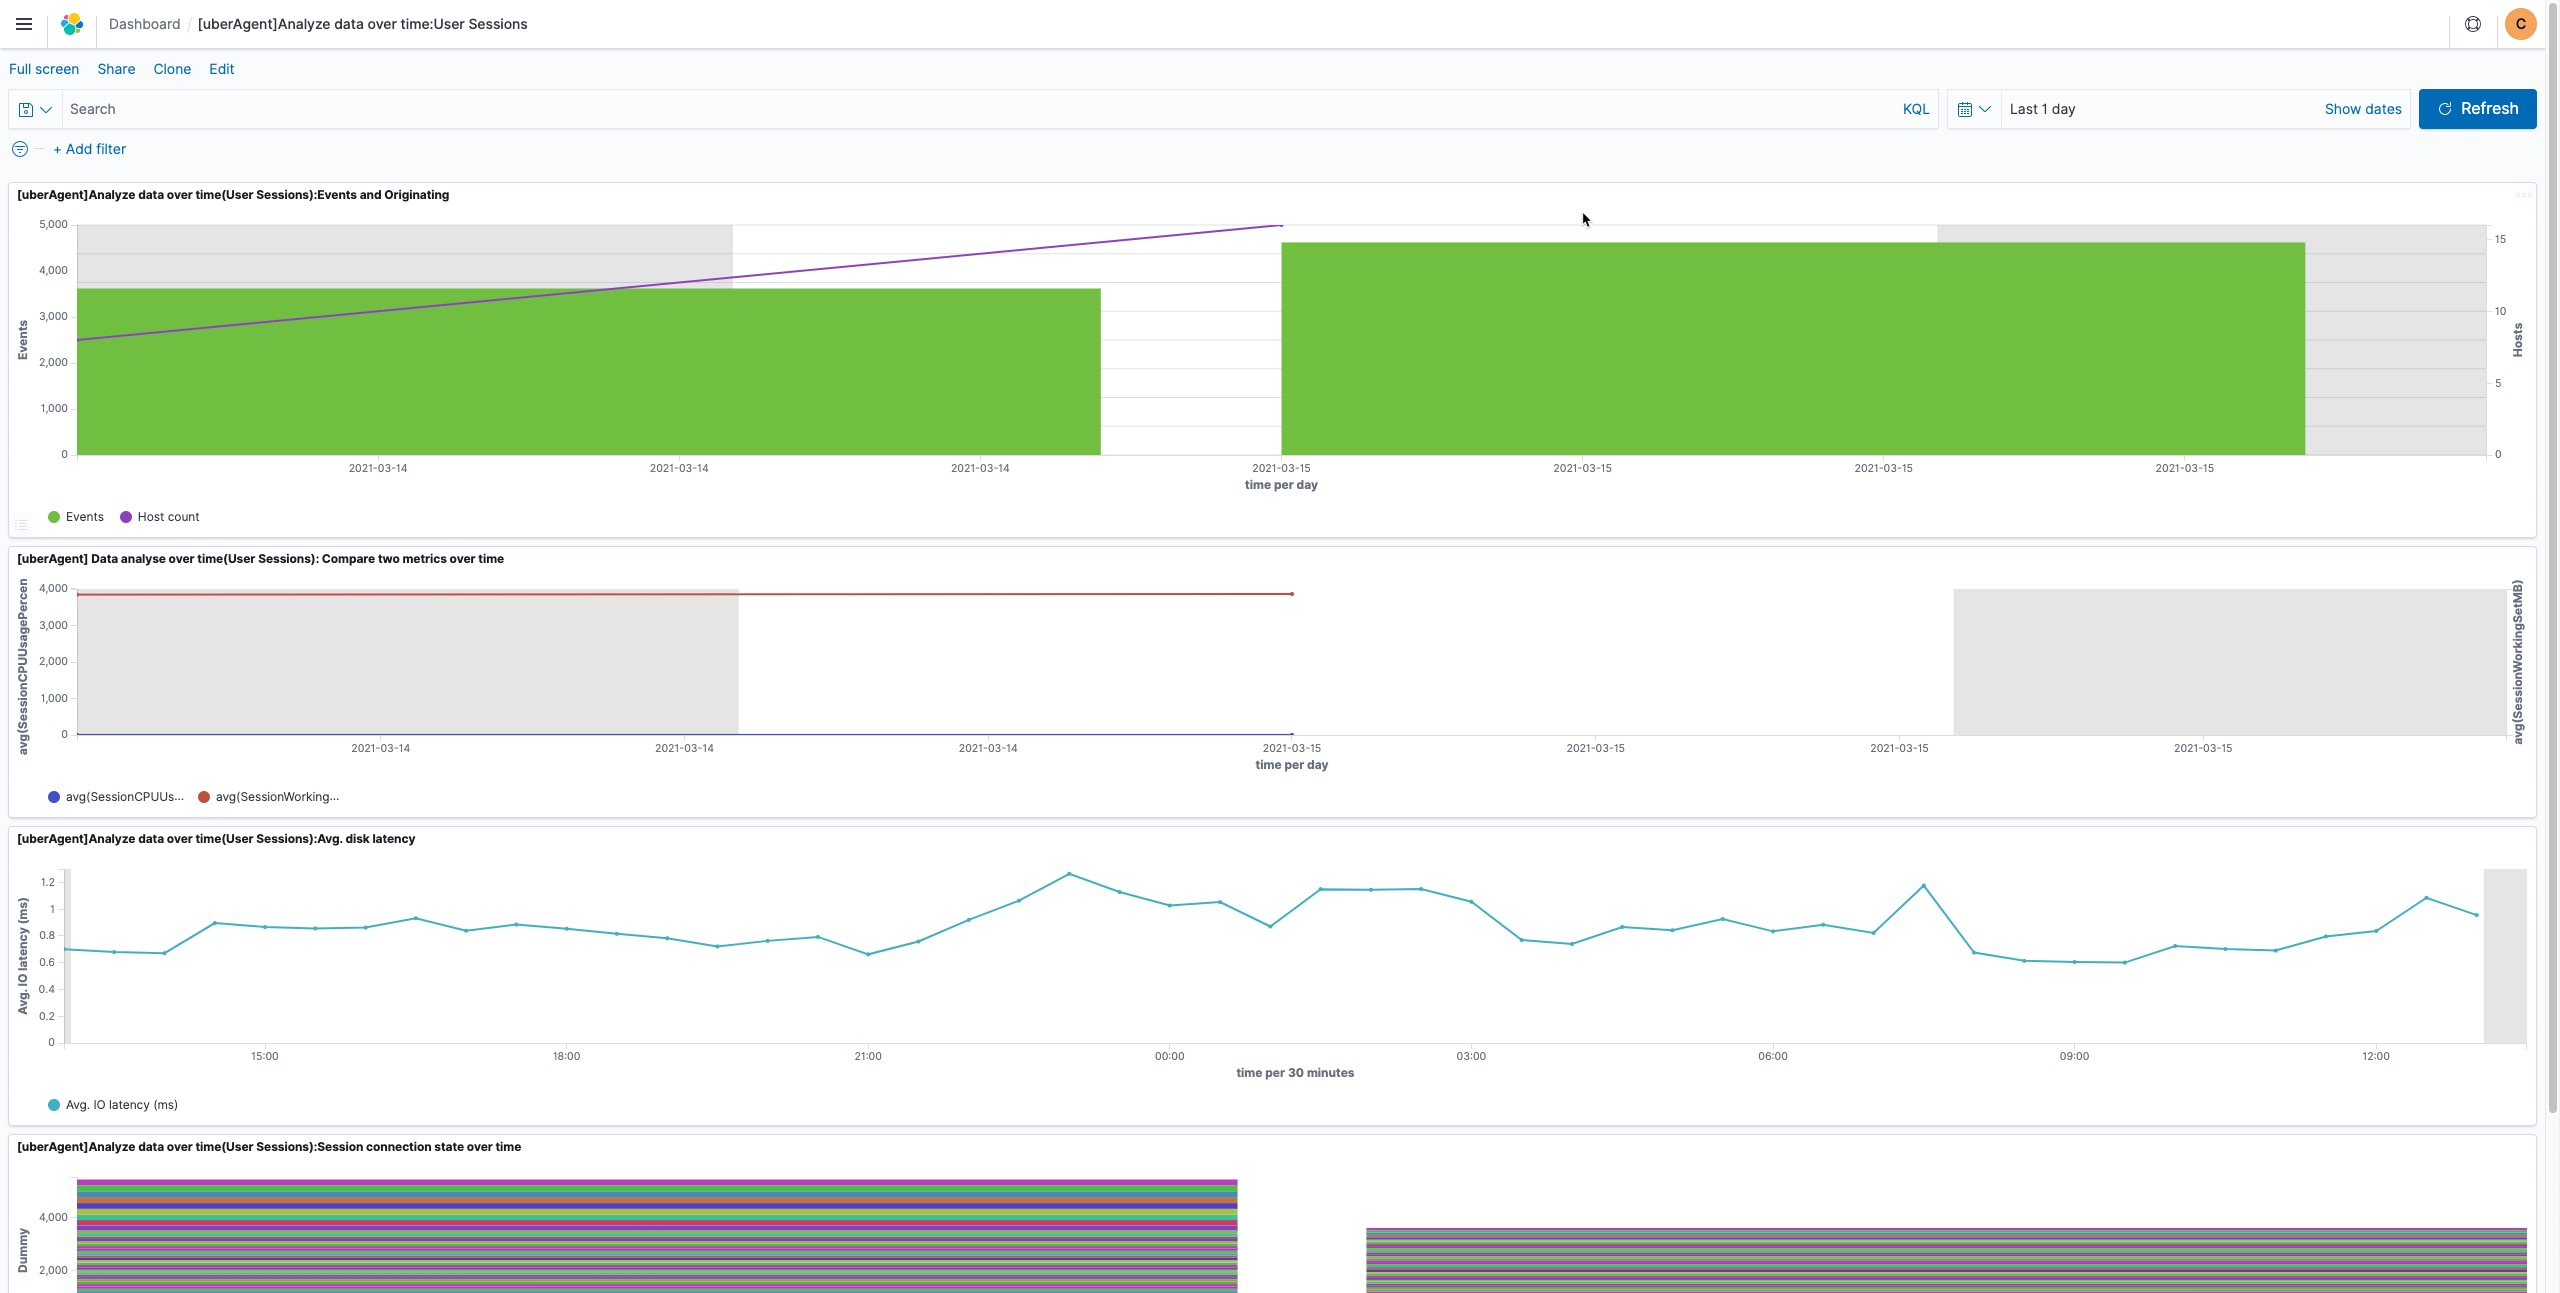 Dashboard / [uberAgent]Analyze data over time:User Sessions
C
Full screen Share Clone Edit
Search KQL Last 1 day Show dates Refresh
+ Add filter
[uberAgent]Analyze data over time(User Sessions):Events and Originating
5,000
4,000
3,000
2,000
1,000
0
Events
15
10
5
0
Hosts
2021-03-14 2021-03-14 2021-03-14 2021-03-15 2021-03-15 2021-03-15 2021-03-15
time per day
Events Host count
[uberAgent] Data analyse over time(User Sessions): Compare two metrics over time
4,000
3,000
2,000
1,000
0
avg(SessionCPUUsagePercen
avg(SessionWorkingSetMB)
2021-03-14 2021-03-14 2021-03-14 2021-03-15 2021-03-15 2021-03-15 2021-03-15
time per day
avg(SessionCPUUs... avg(SessionWorking...
[uberAgent]Analyze data over time(User Sessions):Avg. disk latency
1.2
1
0.8
0.6
0.4
0.2
0
Avg. IO latency (ms)
15:00 18:00 21:00 00:00 03:00 06:00 09:00 12:00
time per 30 minutes
Avg. IO latency (ms)
[uberAgent]Analyze data over time(User Sessions):Session connection state over time
4,000
2,000
Dummy